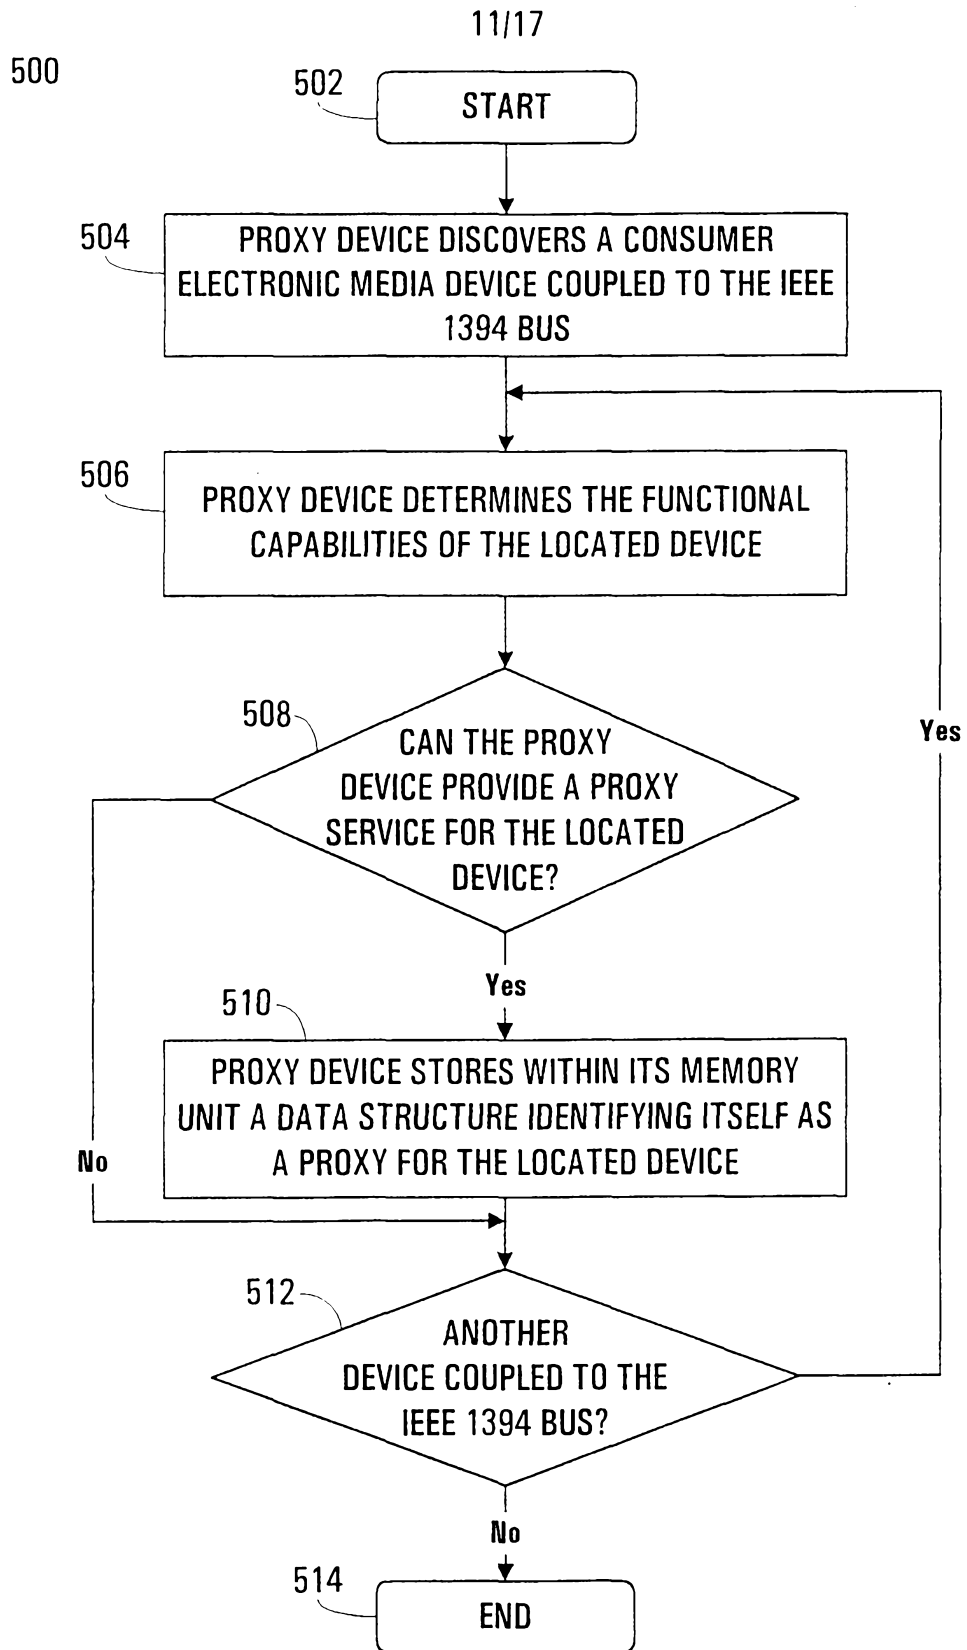 11/17
500
502
START
504
PROXY DEVICE DISCOVERS A CONSUMER
ELECTRONIC MEDIA DEVICE COUPLED TO THE IEEE
1394 BUS
506
PROXY DEVICE DETERMINES THE FUNCTIONAL
CAPABILITIES OF THE LOCATED DEVICE
508
CAN THE PROXY
DEVICE PROVIDE A PROXY
SERVICE FOR THE LOCATED
DEVICE?
Yes
Yes
510
PROXY DEVICE STORES WITHIN ITS MEMORY
UNIT A DATA STRUCTURE IDENTIFYING ITSELF AS
A PROXY FOR THE LOCATED DEVICE
No
512
ANOTHER
DEVICE COUPLED TO THE
IEEE 1394 BUS?
No
514
END